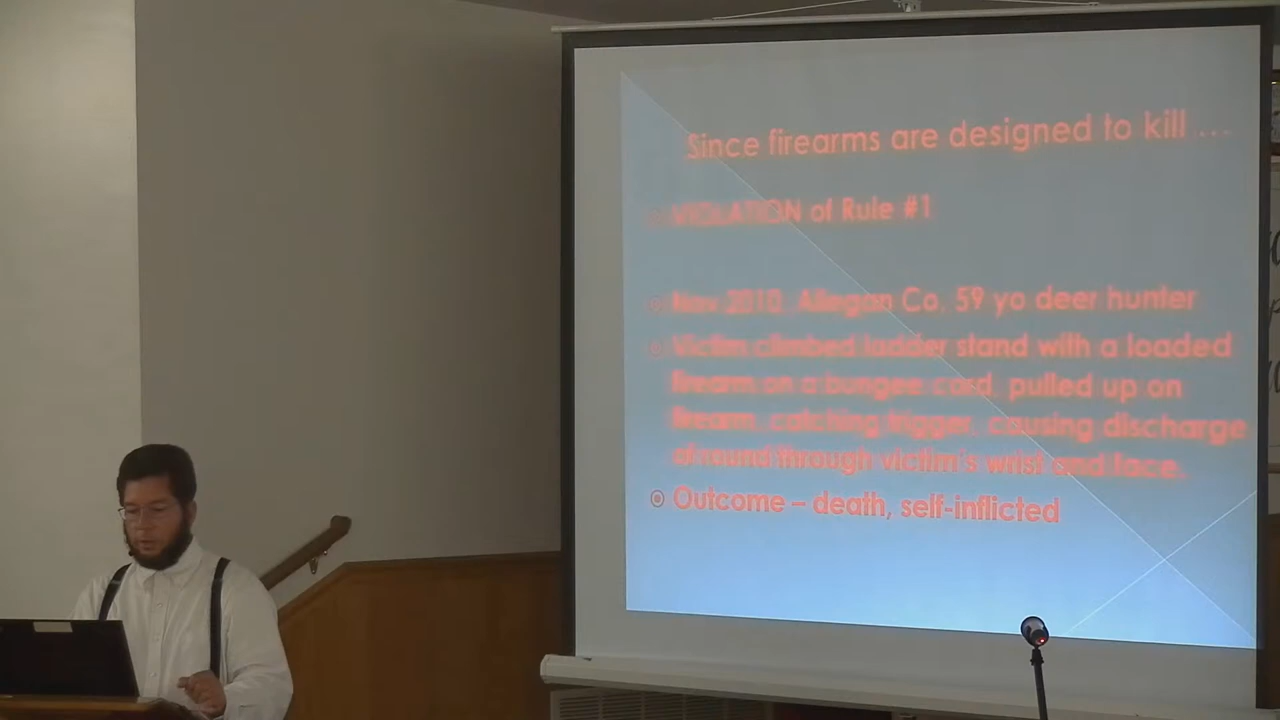 Since firearms are designed to kill ...
VIOLATION of Rule #1
Nov 2010, Allegan Co, 59 yo deer hunter
Victim climbed ladder stand with a loaded
firearm on a bungee cord, pulled up on
firearm, catching trigger, causing discharge
of round through victim's wrist and face.
Outcome – death, self-inflicted